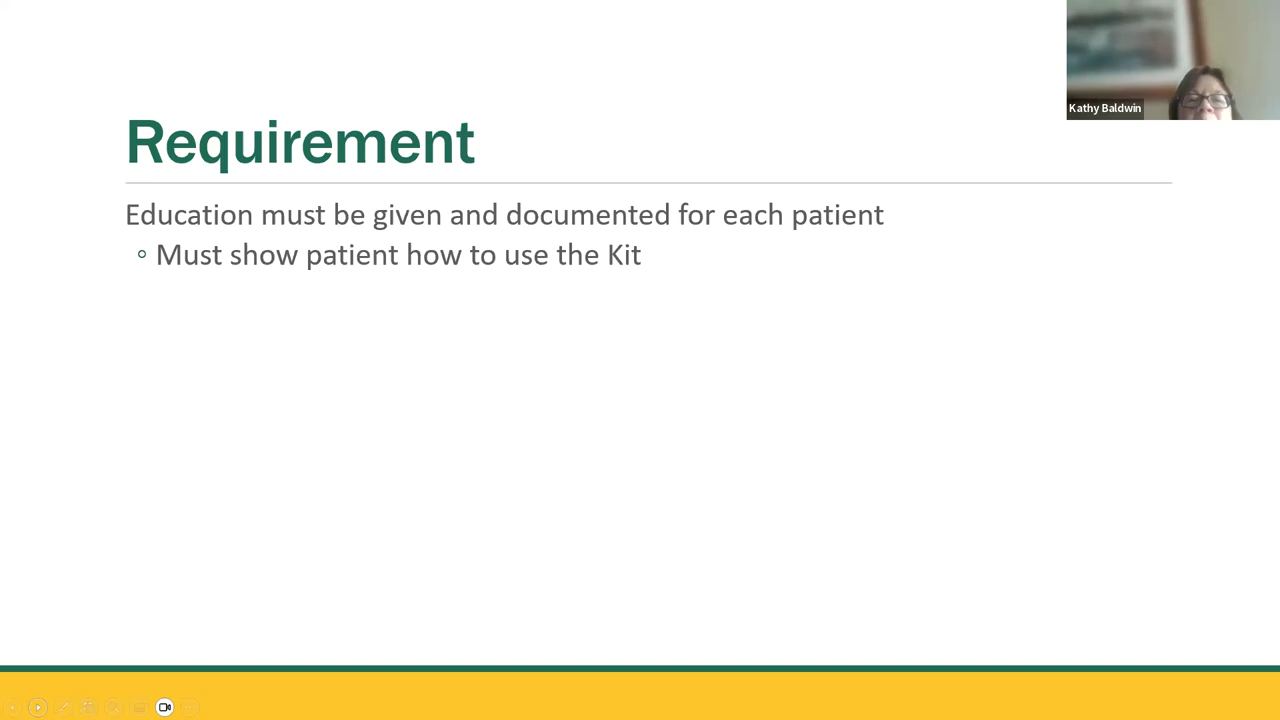 Kathy Baldwin
Requirement
Education must be given and documented for each patient
Must show patient how to use the Kit